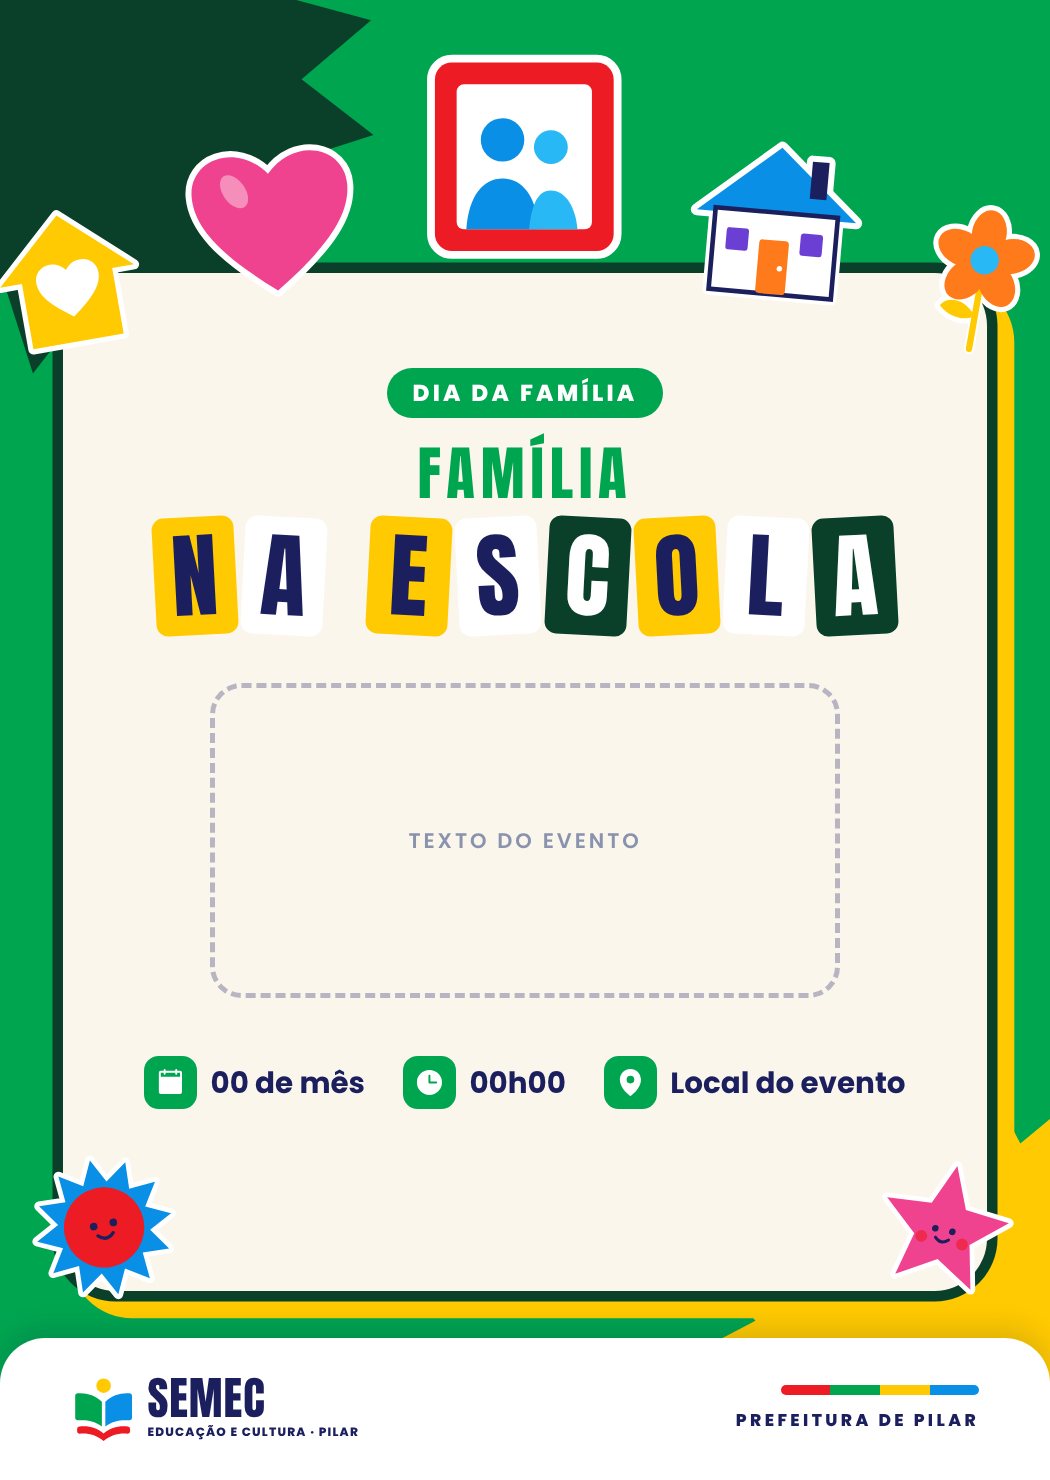 DIA DA FAMÍLIA
FAMÍLIA
NA ESCOLA
TEXTO DO EVENTO
00 de mês 00h00 Local do evento
SEMEC
EDUCAÇÃO E CULTURA · PILAR
PREFEITURA DE PILAR